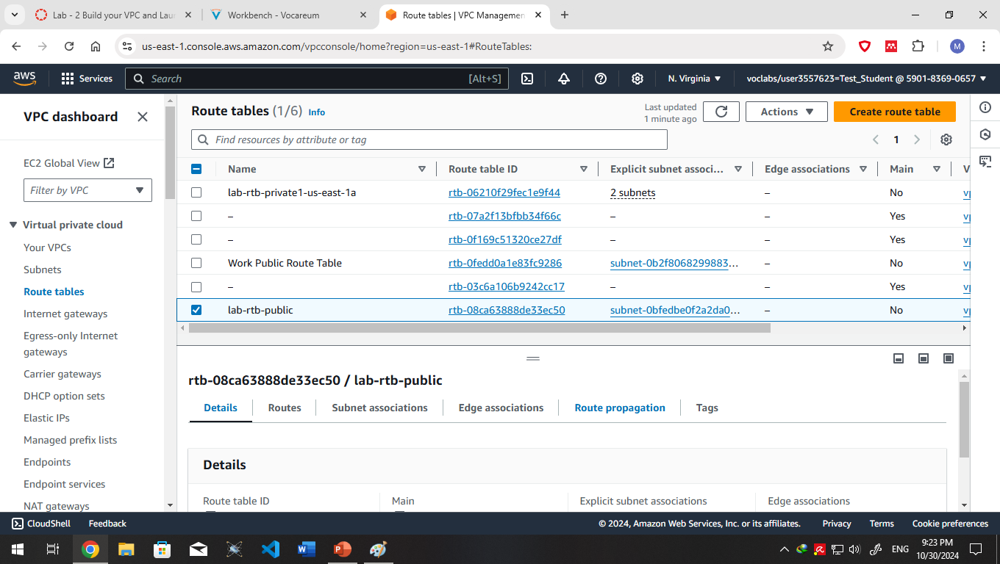 Lab - 2 Build your VPC and Lau
Workbench - Vocareum
Route tables | VPC Managemen
us-east-1.console.aws.amazon.com/vpcconsole/home?region=us-east-1#RouteTables:
M
aws
Services
Search
[Alt+S]
N. Virginia
voclabs/user3557623=Test_Student @ 5901-8369-0657
VPC dashboard
EC2 Global View
Filter by VPC
Virtual private cloud
Your VPCs
Subnets
Route tables
Internet gateways
Egress-only Internet
gateways
Carrier gateways
DHCP option sets
Elastic IPs
Managed prefix lists
Endpoints
Endpoint services
NAT gateways
Route tables (1/6) Info
Last updated
1 minute ago
Actions
Create route table
Find resources by attribute or tag
1
Name Route table ID Explicit subnet associ... Edge associations Main V
lab-rtb-private1-us-east-1a rtb-06210f29fec1e9f44 2 subnets – No vp
– rtb-07a2f13bfbb34f66c – – Yes vp
– rtb-0f169c51320ce27df – – Yes vp
Work Public Route Table rtb-0fedd0a1e83fc9286 subnet-0b2f8068299883... – No vp
– rtb-03c6a106b9242cc17 – – Yes vp
lab-rtb-public rtb-08ca63888de33ec50 subnet-0bfedbe0f2a2da0... – No vp
rtb-08ca63888de33ec50 / lab-rtb-public
Details Routes Subnet associations Edge associations Route propagation Tags
Details
Route table ID Main Explicit subnet associations Edge associations
CloudShell Feedback © 2024, Amazon Web Services, Inc. or its affiliates. Privacy Terms Cookie preferences
ENG
9:23 PM
10/30/2024